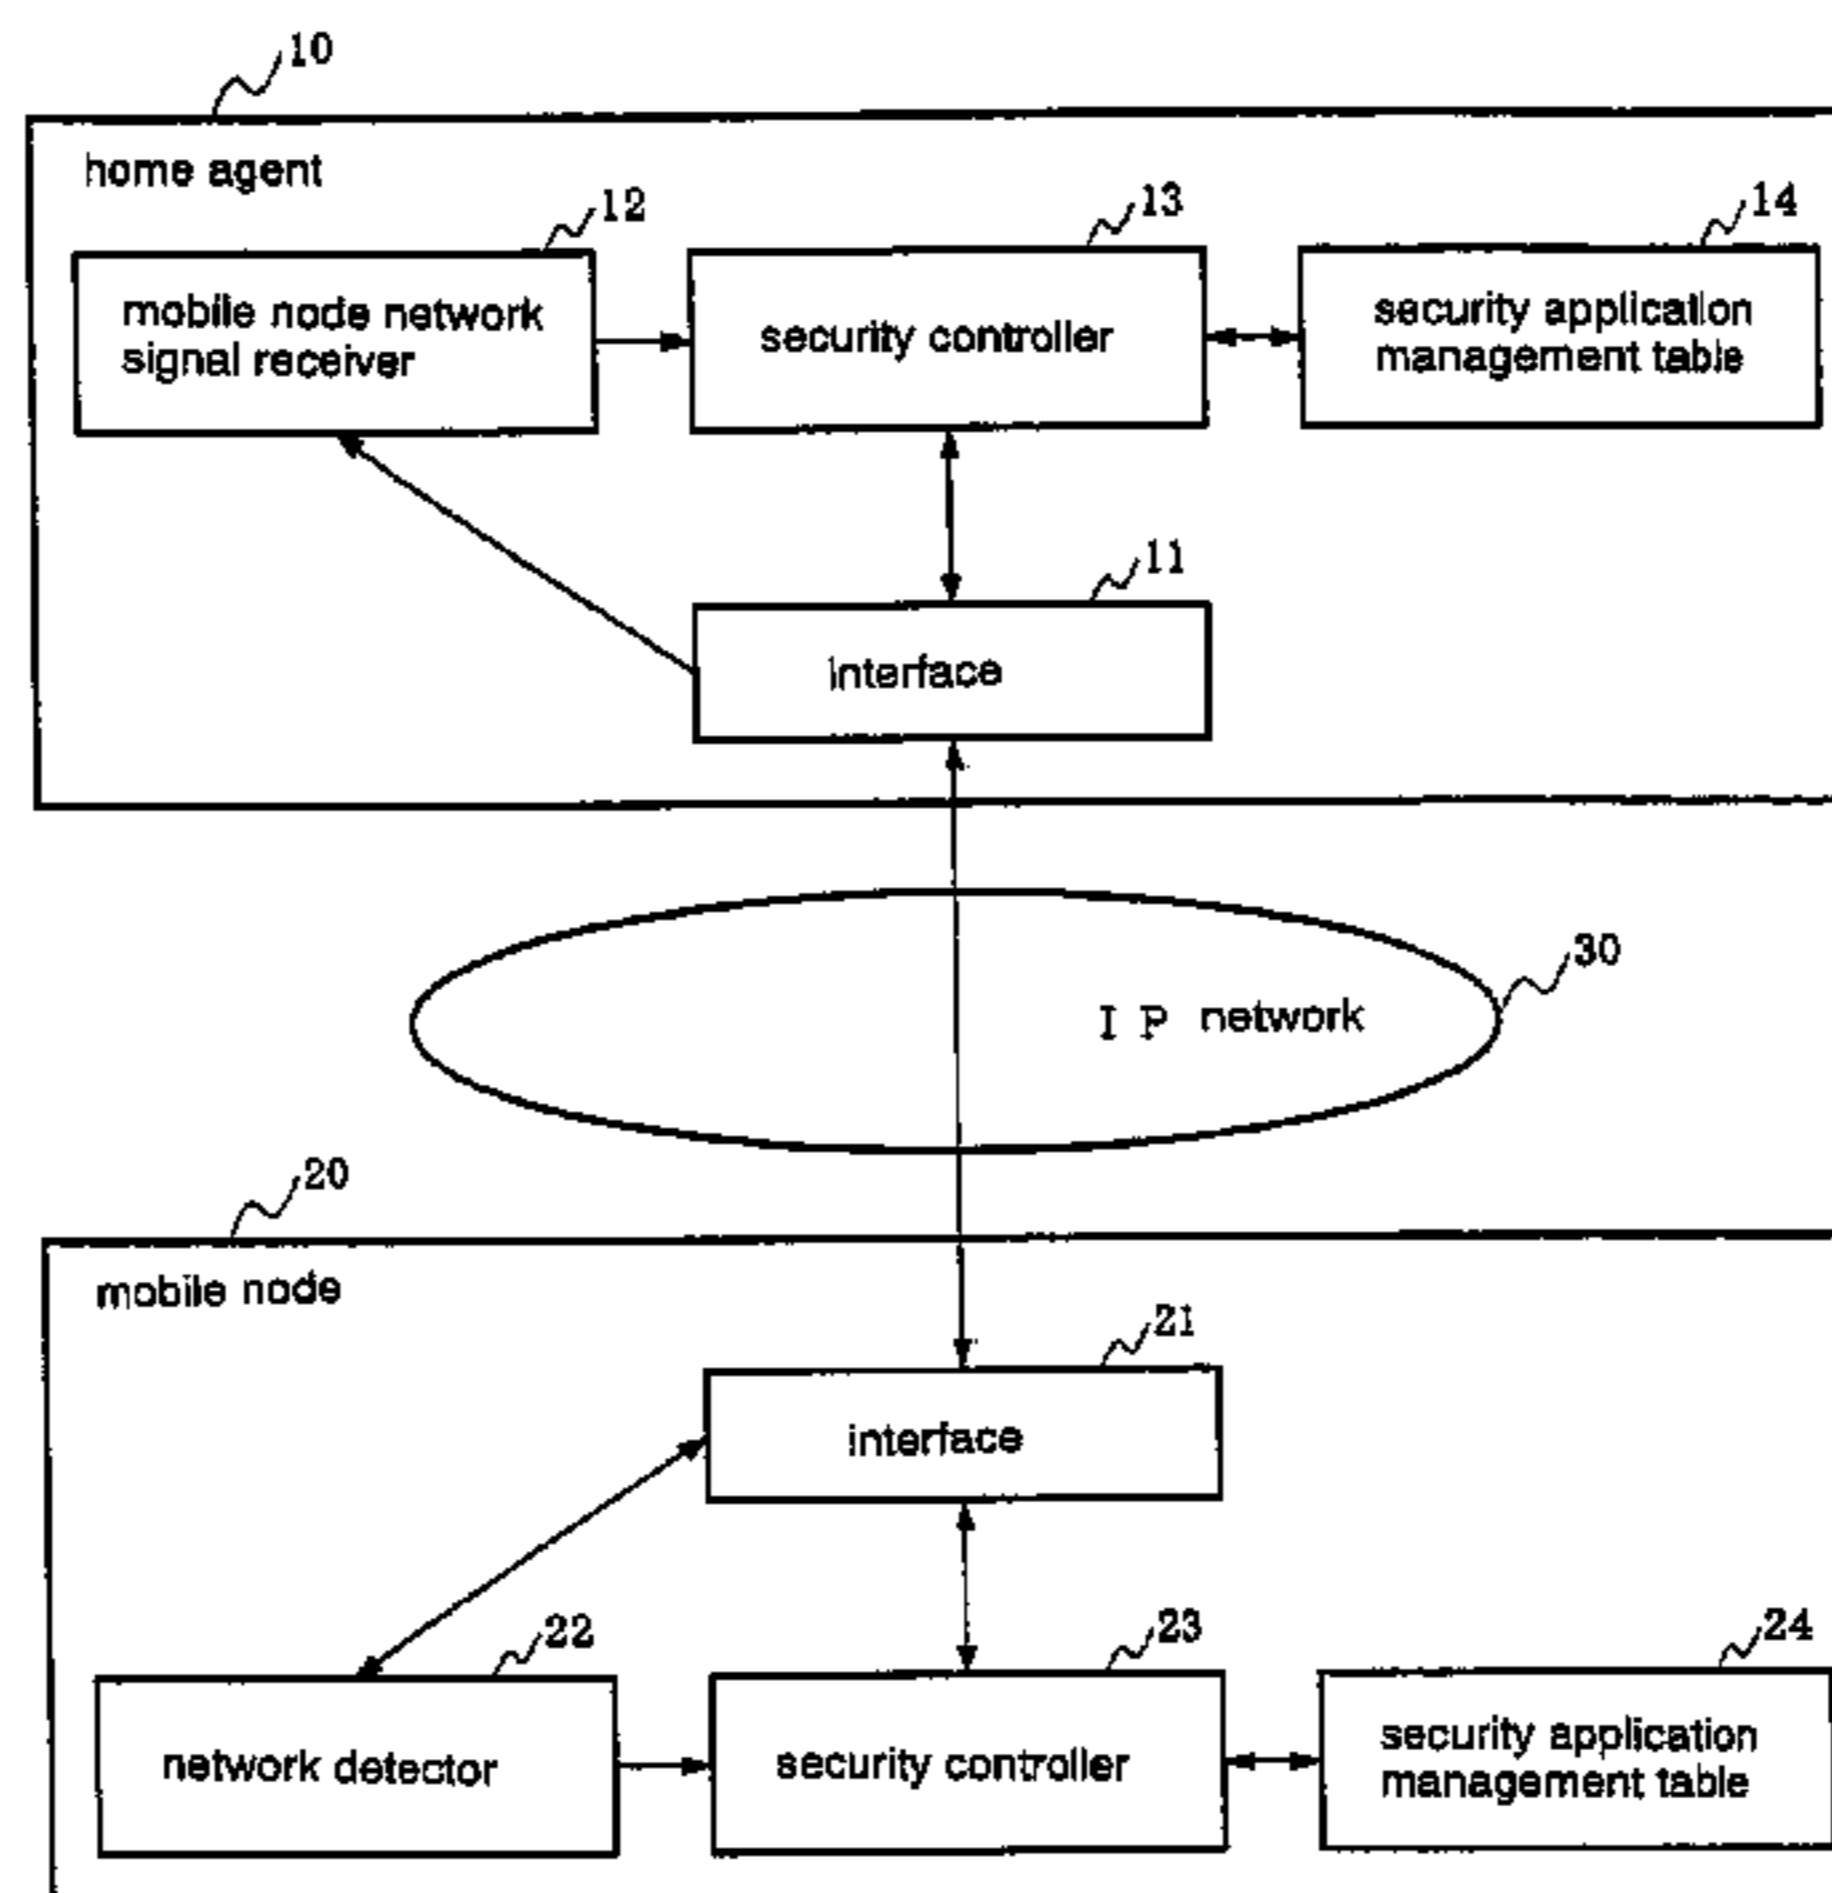 10
home agent
12
13
14
mobile node network
signal receiver
security controller
security application
management table
11
interface
30
I P network
20
mobile node
21
interface
22
23
24
network detector
security controller
security application
management table